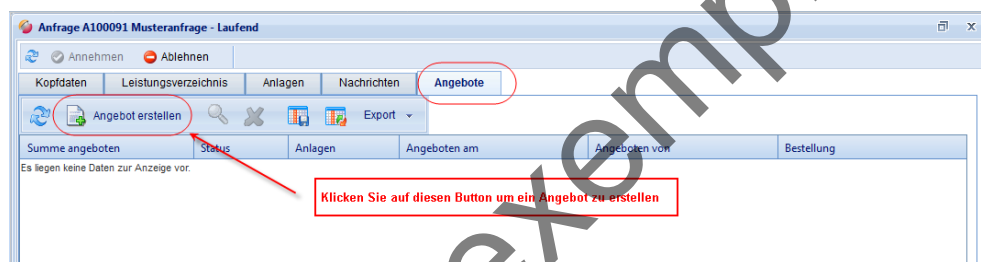 Anfrage A100091 Musteranfrage - Laufend
Annehmen Ablehnen
Kopfdaten Leistungsverzeichnis Anlagen Nachrichten Angebote
Angebot erstellen Export
Summe angeboten Status Anlagen Angeboten am Angeboten von Bestellung
Es liegen keine Daten zur Anzeige vor.
Klicken Sie auf diesen Button um ein Angebot zu erstellen